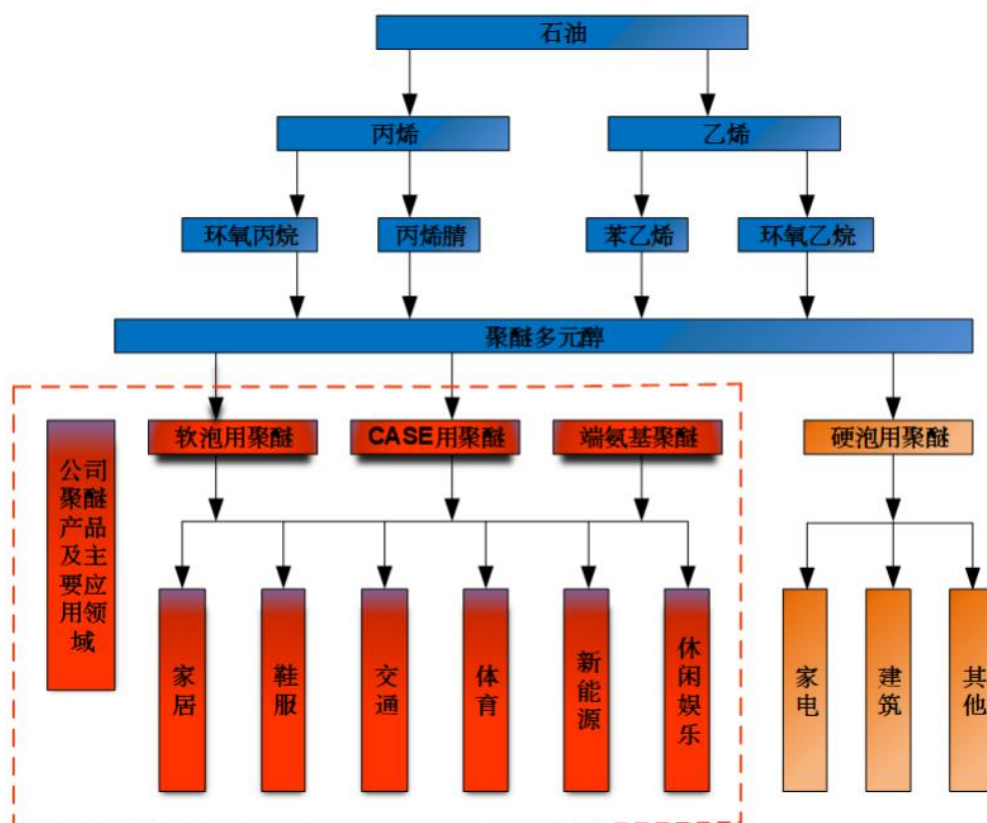 石油
丙烯
乙烯
环氧丙烷
丙烯腈
苯乙烯
环氧乙烷
聚醚多元醇
软泡用聚醚
CASE用聚醚
端氨基聚醚
硬泡用聚醚
公司
聚醚
产品
及主
要应
用领
域
家居
鞋服
交通
体育
新能源
休闲娱乐
家电
建筑
其他